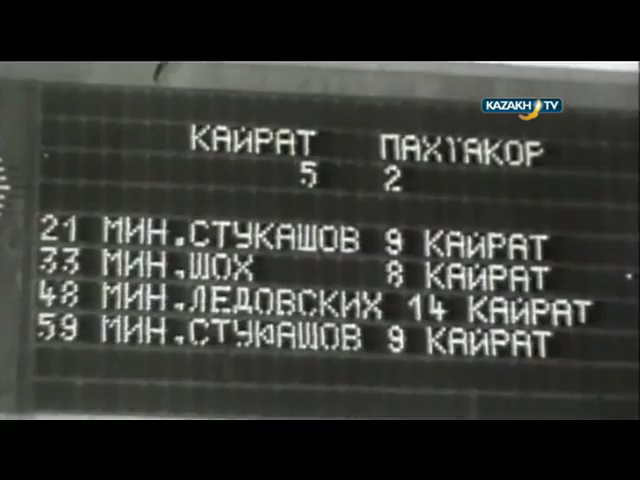 KAZAKH TV
КАЙРАТ ПАХТАКОР
5 2
21 МИН.СТУКАШОВ 9 КАЙРАТ
33 МИН.ШОХ 8 КАЙРАТ
48 МИН.ЛЕДОВСКИХ 14 КАЙРАТ
59 МИН.СТУКАШОВ 9 КАЙРАТ